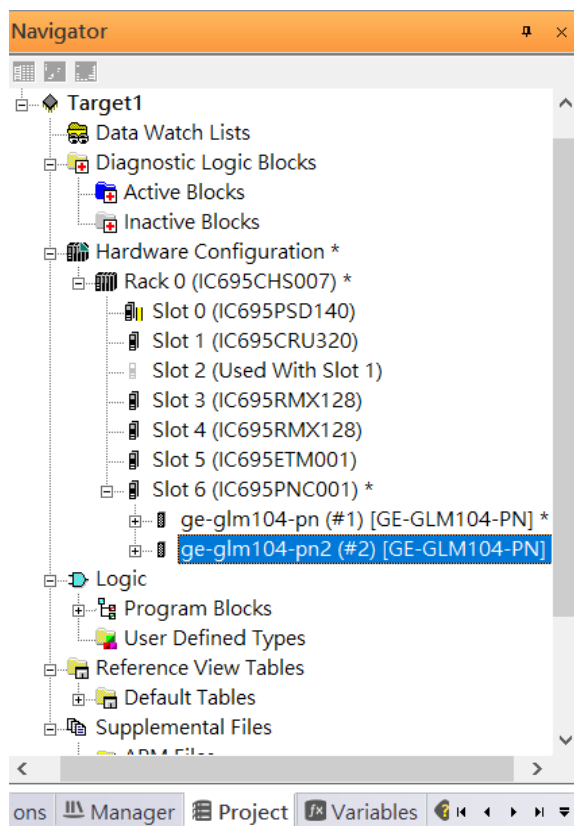 Navigator
Target1
Data Watch Lists
Diagnostic Logic Blocks
Active Blocks
Inactive Blocks
Hardware Configuration *
Rack 0 (IC695CHS007) *
Slot 0 (IC695PSD140)
Slot 1 (IC695CRU320)
Slot 2 (Used With Slot 1)
Slot 3 (IC695RMX128)
Slot 4 (IC695RMX128)
Slot 5 (IC695ETM001)
Slot 6 (IC695PNC001) *
ge-glm104-pn (#1) [GE-GLM104-PN] *
ge-glm104-pn2 (#2) [GE-GLM104-PN]
Logic
Program Blocks
User Defined Types
Reference View Tables
Default Tables
Supplemental Files
ons Manager Project Variables